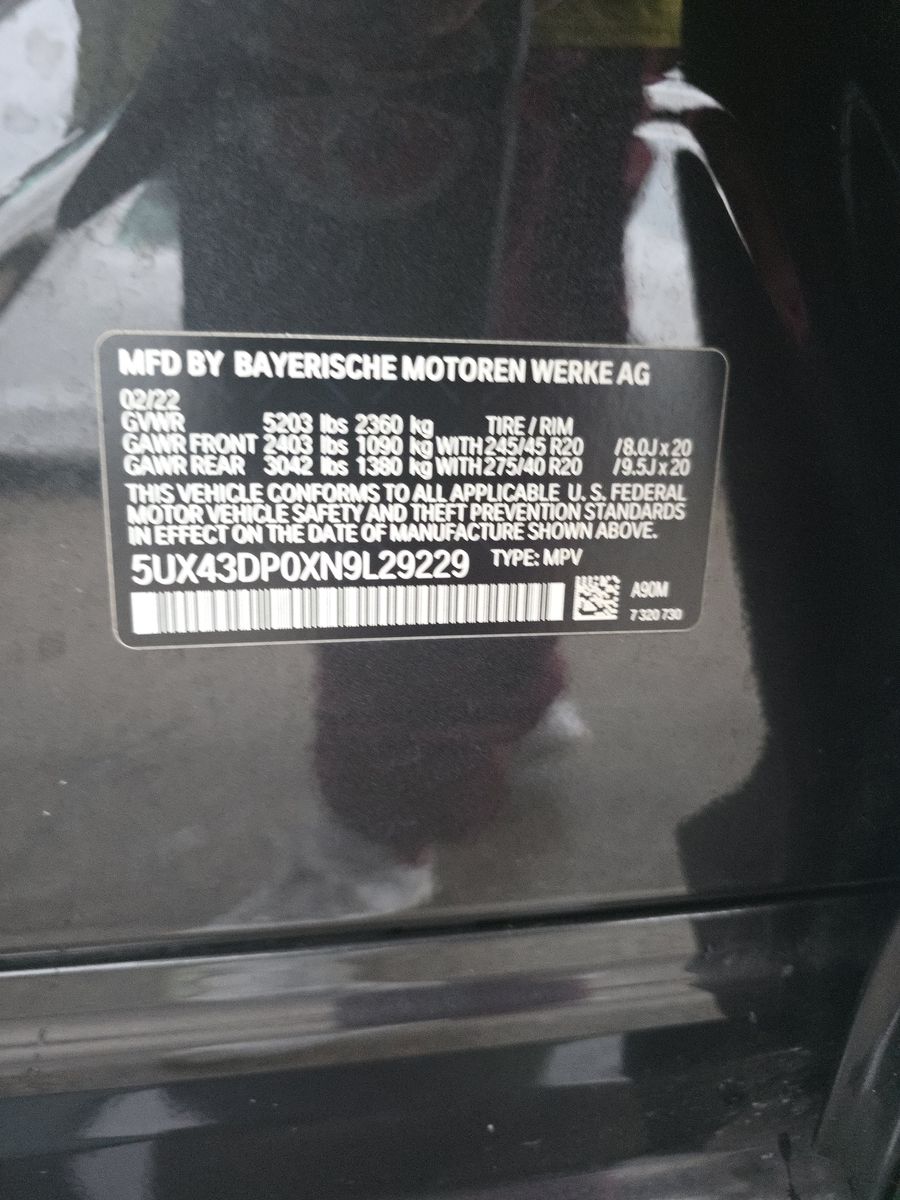 MFD BY BAYERISCHE MOTOREN WERKE AG
02/22
GVWR 5203 lbs 2360 kg TIRE / RIM
GAWR FRONT 2403 lbs 1090 kg WITH 245/45 R20 /8.0J x 20
GAWR REAR 3042 lbs 1380 kg WITH 275/40 R20 /9.5J x 20
THIS VEHICLE CONFORMS TO ALL APPLICABLE U. S. FEDERAL
MOTOR VEHICLE SAFETY AND THEFT PREVENTION STANDARDS
IN EFFECT ON THE DATE OF MANUFACTURE SHOWN ABOVE.
5UX43DP0XN9L29229 TYPE: MPV
A90M
7 320 730